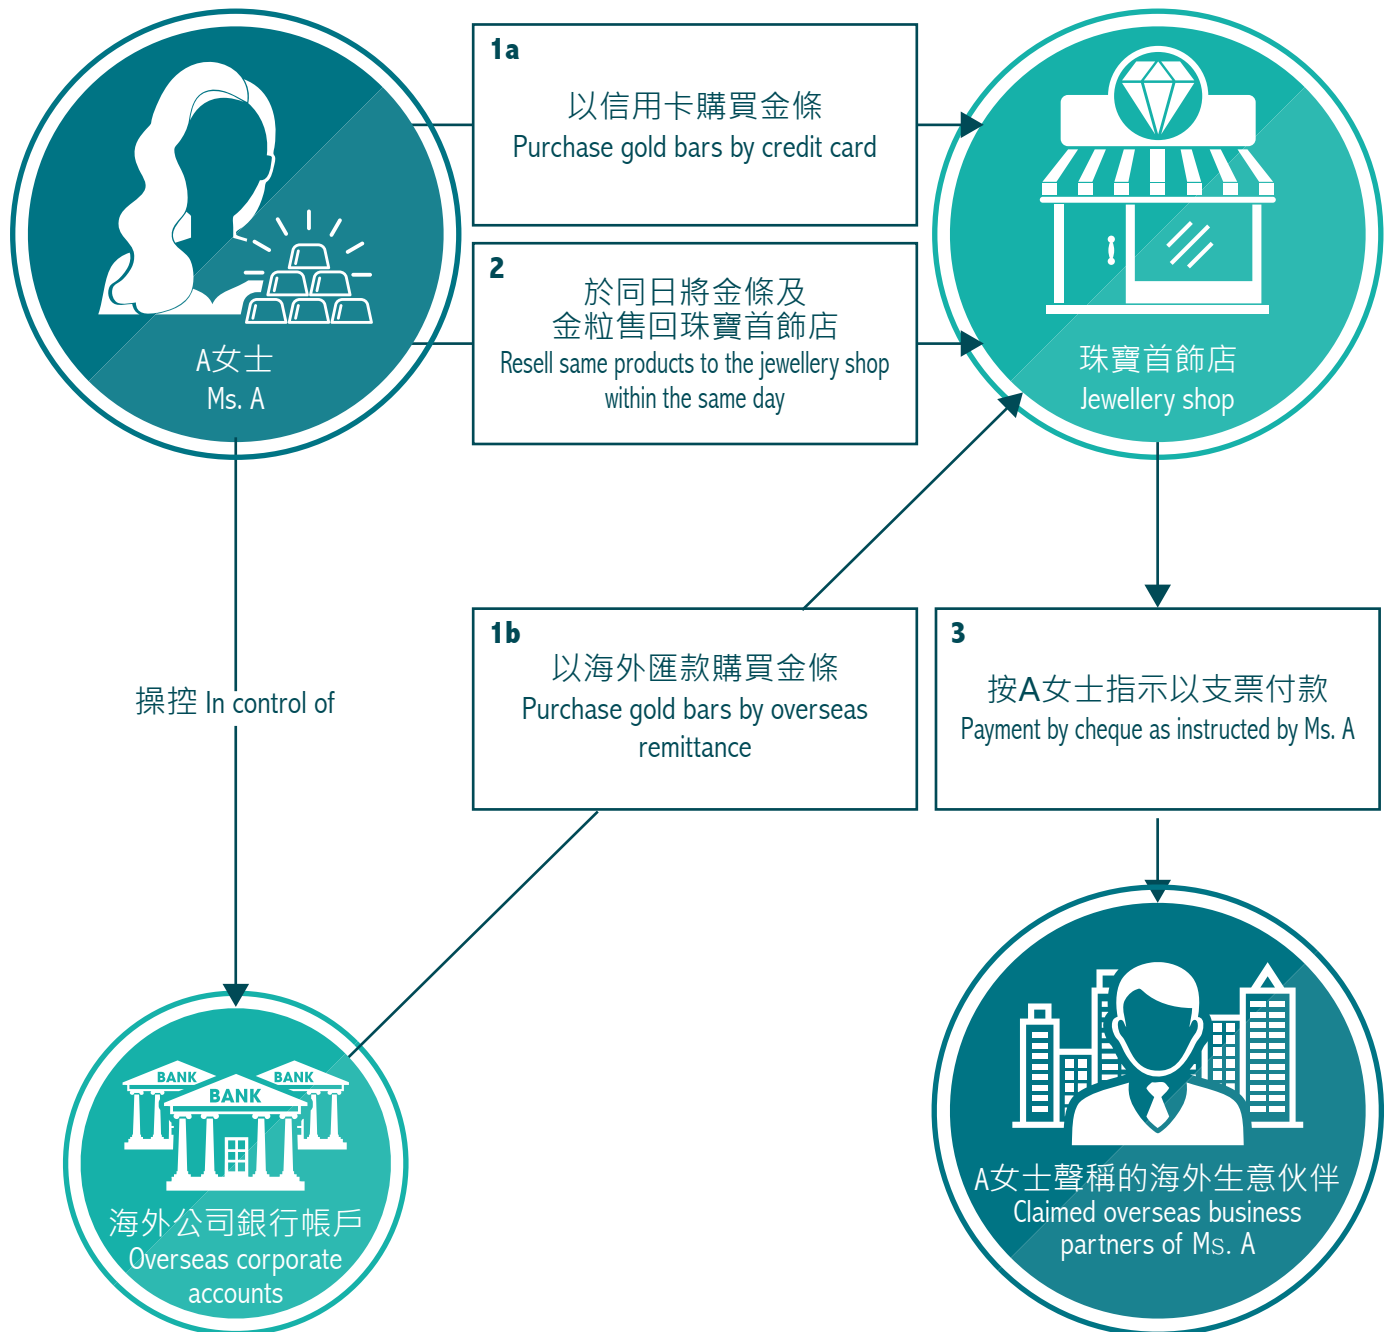 1a
以信用卡購買金條
Purchase gold bars by credit card
2
於同日將金條及
金粒售回珠寶首飾店
Resell same products to the jewellery shop
within the same day
A女士
Ms. A
珠寶首飾店
Jewellery shop
操控 In control of
1b
以海外匯款購買金條
Purchase gold bars by overseas
remittance
3
按A女士指示以支票付款
Payment by cheque as instructed by Ms. A
BANK
BANK
BANK
海外公司銀行帳戶
Overseas corporate
accounts
A女士聲稱的海外生意伙伴
Claimed overseas business
partners of Ms. A